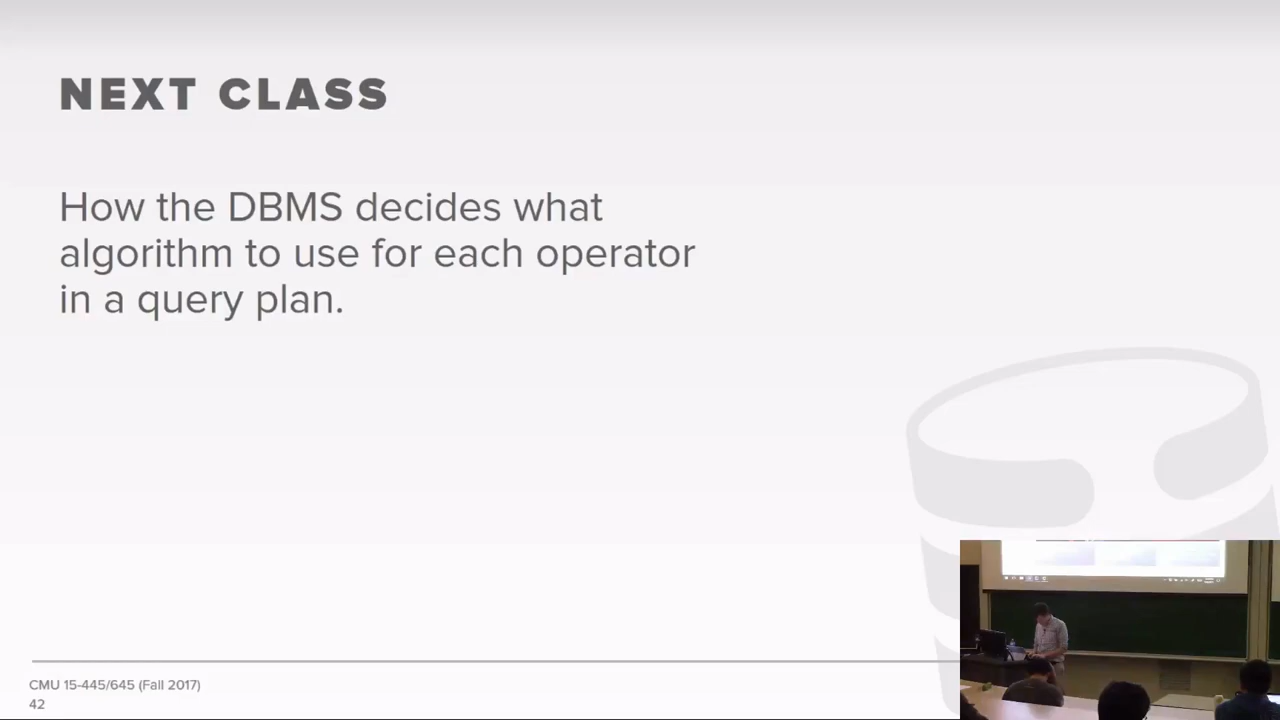 NEXT CLASS
How the DBMS decides what
algorithm to use for each operator
in a query plan.
CMU 15-445/645 (Fall 2017)
42